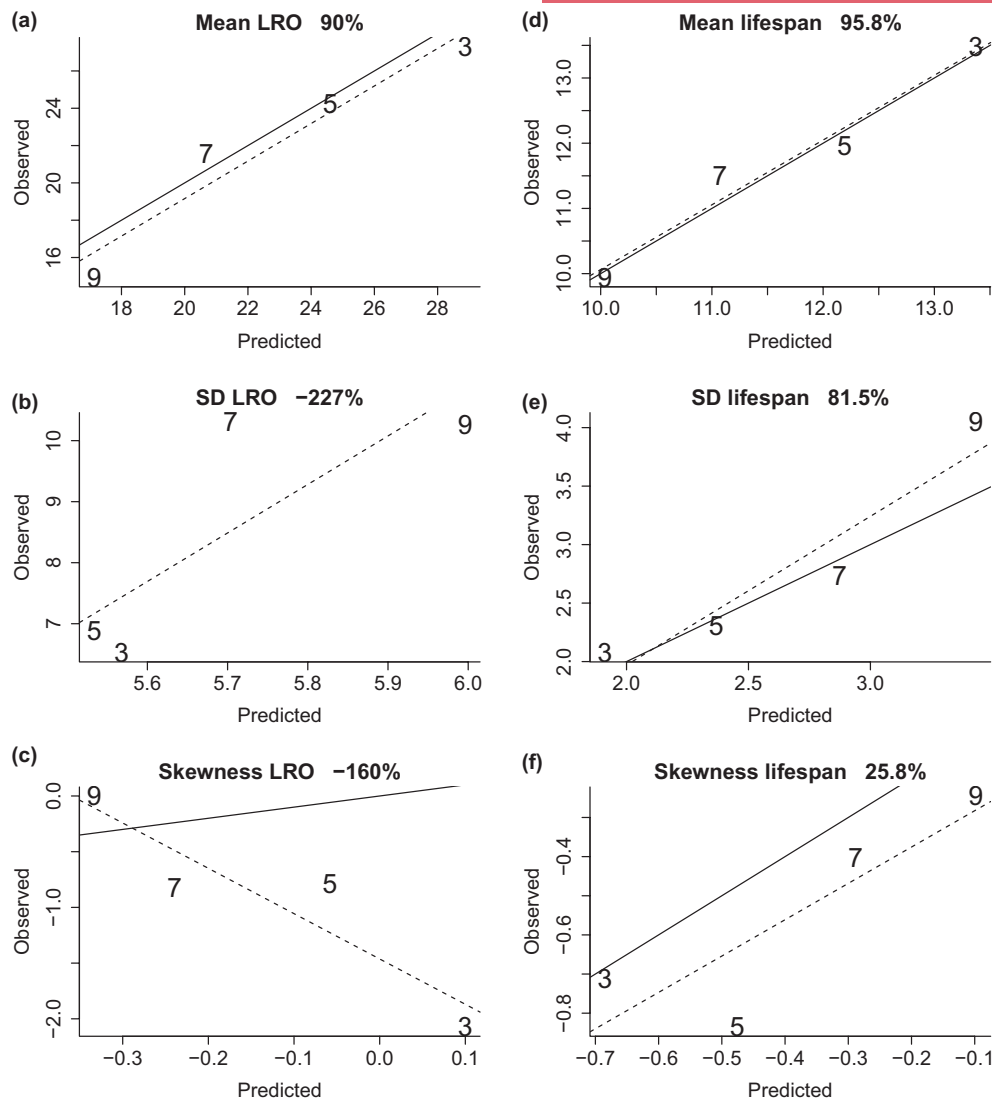 (a)
Mean LRO 90%
Observed
24
20
16
3
5
7
9
18 20 22 24 26 28
Predicted
(d)
Mean lifespan 95.8%
Observed
13.0
12.0
11.0
10.0
3
5
7
9
10.0 11.0 12.0 13.0
Predicted
(b)
SD LRO −227%
Observed
10
9
8
7
7
9
5
3
5.6 5.7 5.8 5.9 6.0
Predicted
(e)
SD lifespan 81.5%
Observed
4.0
3.5
3.0
2.5
2.0
9
7
5
3
2.0 2.5 3.0
Predicted
(c)
Skewness LRO −160%
Observed
0.0
−1.0
−2.0
9
7
5
3
−0.3 −0.2 −0.1 0.0 0.1
Predicted
(f)
Skewness lifespan 25.8%
Observed
−0.4
−0.6
−0.8
9
7
3
5
−0.7 −0.6 −0.5 −0.4 −0.3 −0.2 −0.1
Predicted